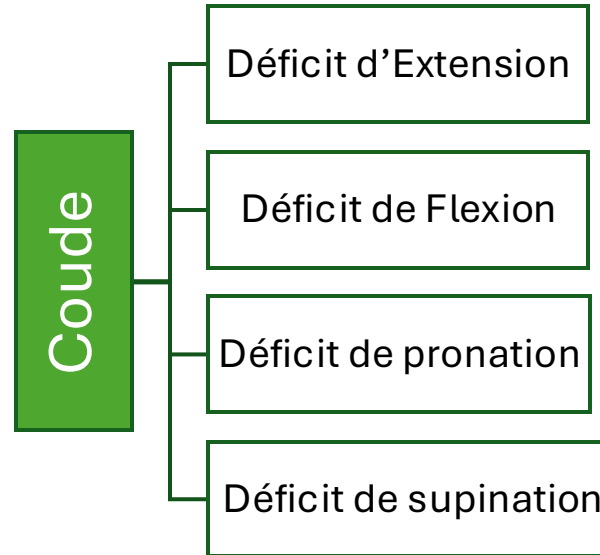 Coude
Déficit d’Extension
Déficit de Flexion
Déficit de pronation
Déficit de supination